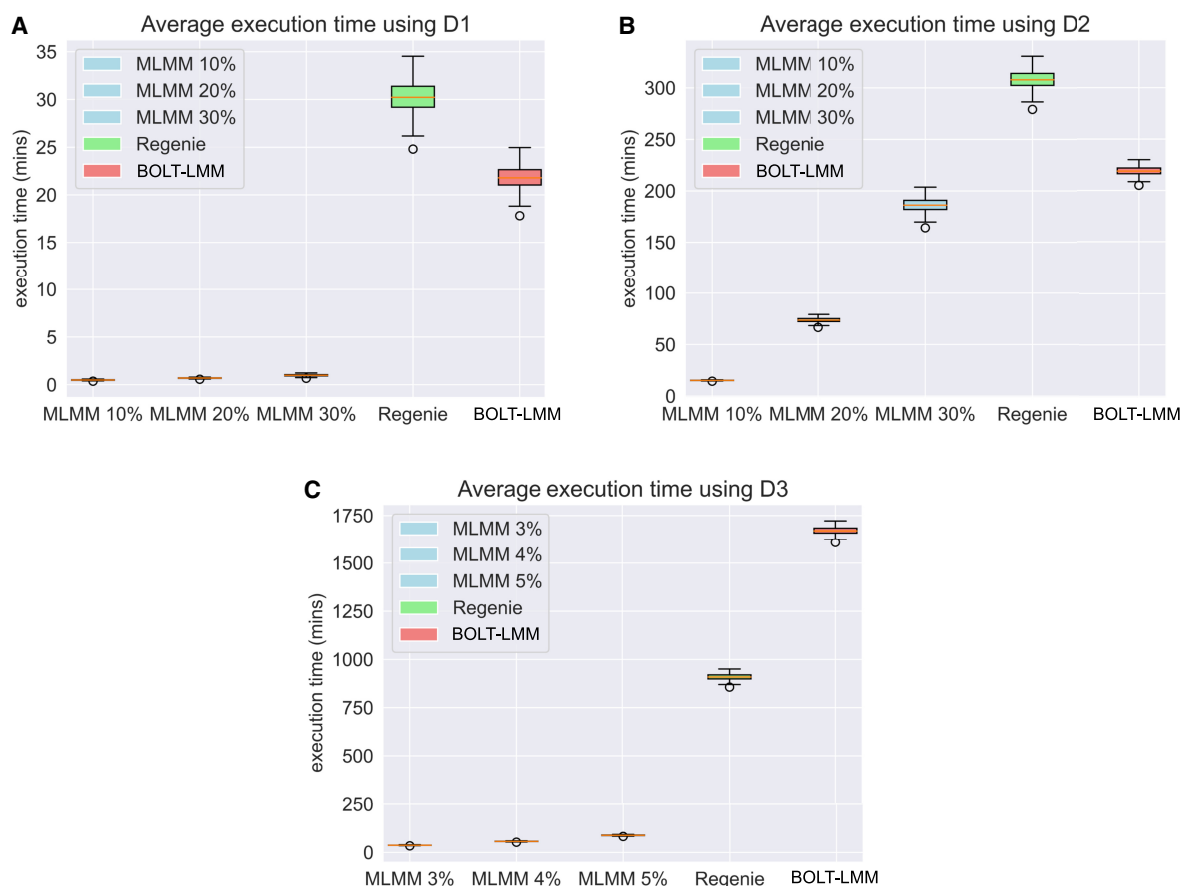 A
Average execution time using D1
execution time (mins)
35
30
25
20
15
10
5
0
MLMM 10%
MLMM 20%
MLMM 30%
Regenie
BOLT-LMM
MLMM 10%
MLMM 20%
MLMM 30%
Regenie
BOLT-LMM
B
Average execution time using D2
execution time (mins)
300
250
200
150
100
50
0
MLMM 10%
MLMM 20%
MLMM 30%
Regenie
BOLT-LMM
MLMM 10%
MLMM 20%
MLMM 30%
Regenie
BOLT-LMM
C
Average execution time using D3
execution time (mins)
1750
1500
1250
1000
750
500
250
0
MLMM 3%
MLMM 4%
MLMM 5%
Regenie
BOLT-LMM
MLMM 3%
MLMM 4%
MLMM 5%
Regenie
BOLT-LMM